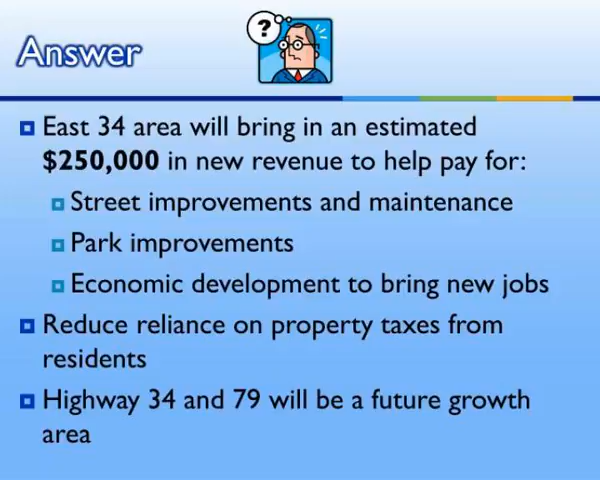 Answer
?
East 34 area will bring in an estimated
$250,000 in new revenue to help pay for:
Street improvements and maintenance
Park improvements
Economic development to bring new jobs
Reduce reliance on property taxes from
residents
Highway 34 and 79 will be a future growth
area